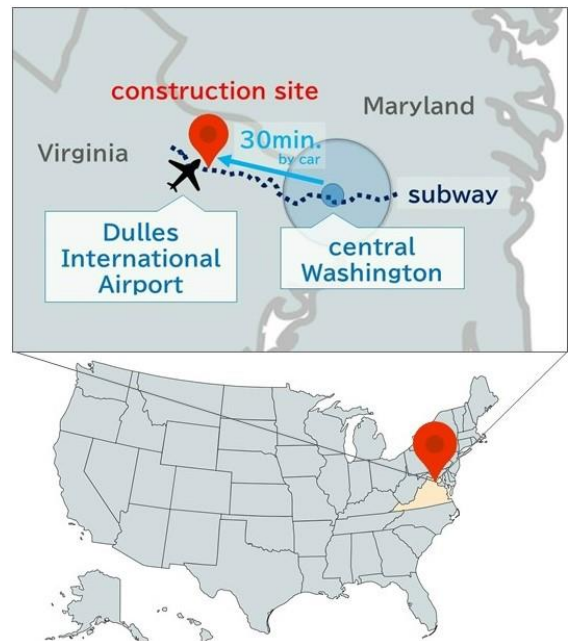 construction site
Maryland
30min.
by car
Virginia
subway
Dulles
International
Airport
central
Washington